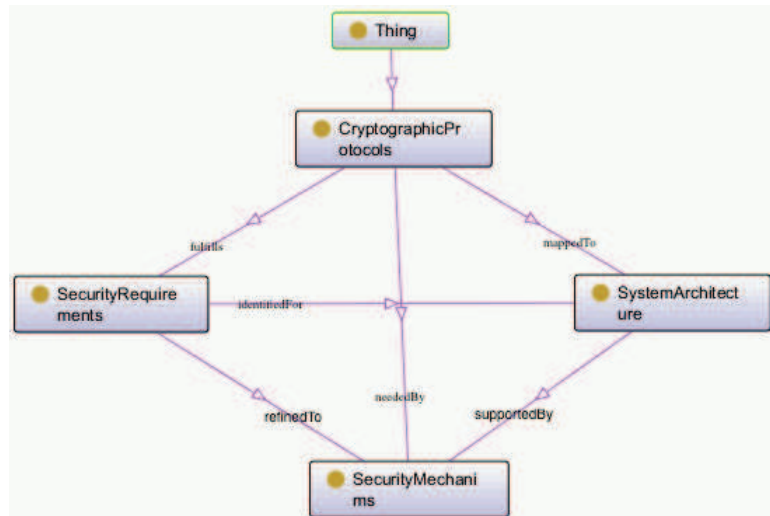 Thing
CryptographicPr
otocols
fulfills
mappedTo
SecurityRequire
ments
identifiedFor
SystemArchitect
ure
refinedTo
neededBy
supportedBy
SecurityMechani
ms